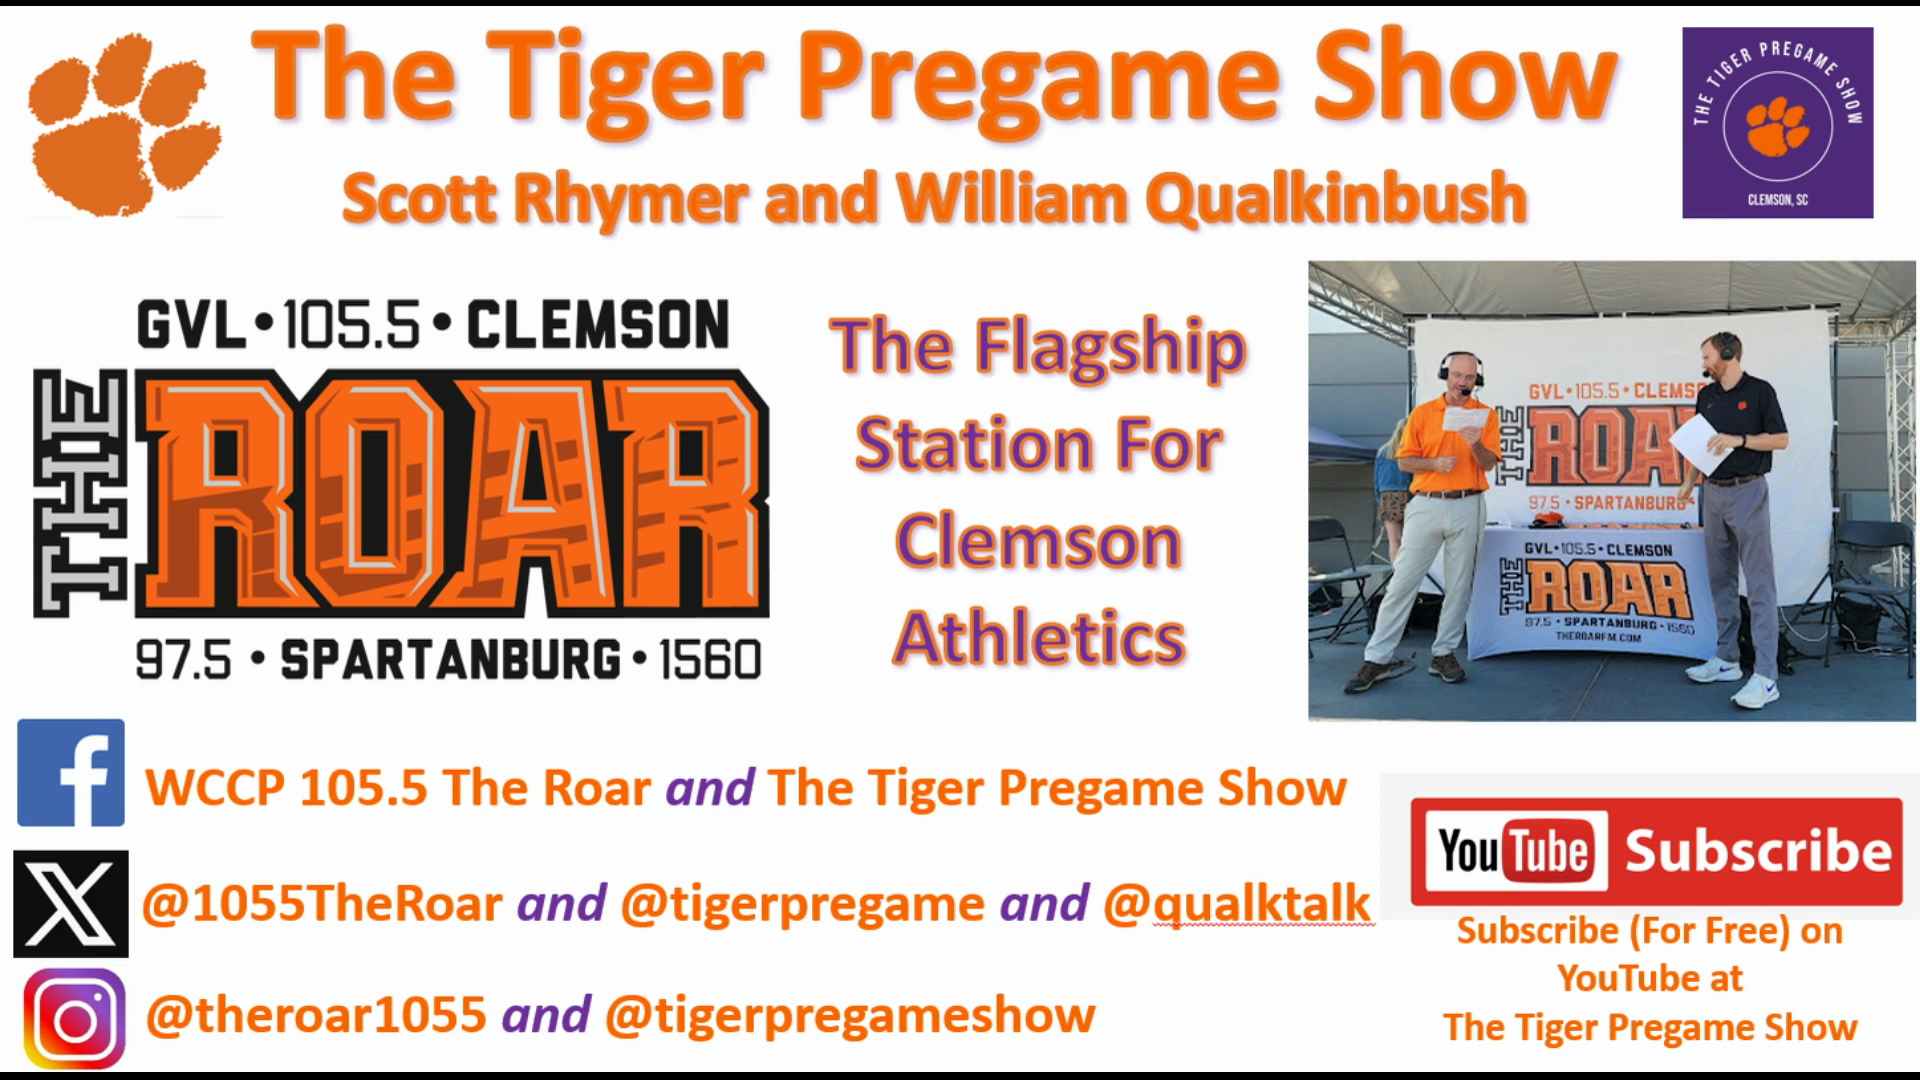 The Tiger Pregame Show
Scott Rhymer and William Qualkinbush
THE TIGER PREGAME SHOW
CLEMSON, SC
GVL•105.5•CLEMSON
THE ROAR
97.5 • SPARTANBURG • 1560
The Flagship
Station For
Clemson
Athletics
GVL•105.5•CLEMS
THE ROA
97.5 • SPARTANBURG
GVL•105.5•CLEMSON
THE ROAR
97.5 • SPARTANBURG • 1560
THEROARFM.COM
WCCP 105.5 The Roar and The Tiger Pregame Show
@1055TheRoar and @tigerpregame and @qualktalk
@theroar1055 and @tigerpregameshow
YouTube Subscribe
Subscribe (For Free) on
YouTube at
The Tiger Pregame Show